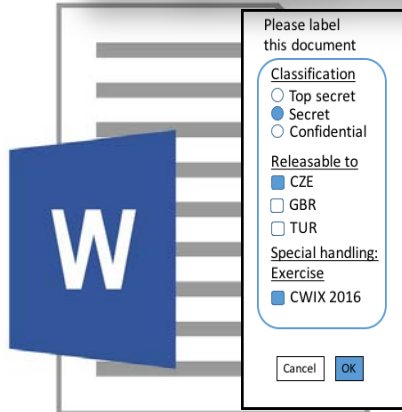 W
Please label
this document
Classification
Top secret
Secret
Confidential
Releasable to
CZE
GBR
TUR
Special handling:
Exercise
CWIX 2016
Cancel OK